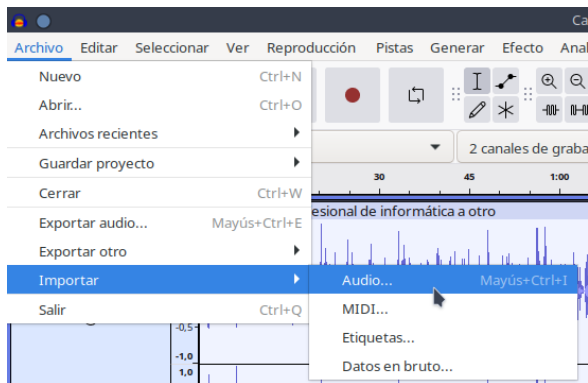 Ca
Archivo Editar Seleccionar Ver Reproducción Pistas Generar Efecto Anal
Nuevo Ctrl+N
Abrir... Ctrl+O
Archivos recientes
Guardar proyecto
2 canales de graba
30 45 1:00
Cerrar Ctrl+W
Exportar audio... Mayús+Ctrl+E
esional de informática a otro
Exportar otro
Importar
Audio... Mayús+Ctrl+I
Salir Ctrl+Q
MIDI...
-0,5
Etiquetas...
-1,0
Datos en bruto...
1,0